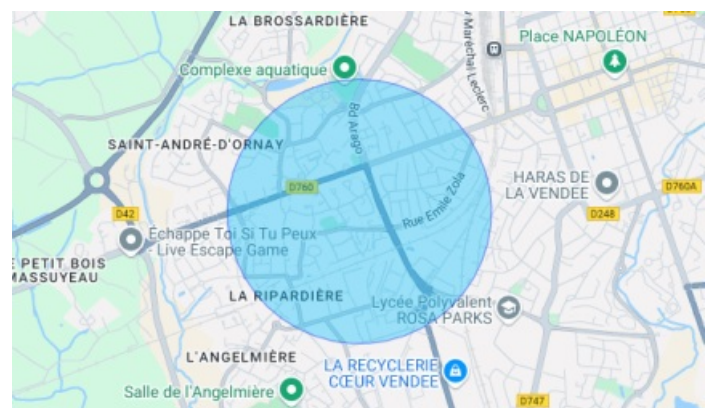 LA BROSSARDIÈRE
Place NAPOLÉON
Complexe aquatique
Maréchal Leclerc
Bd Arago
SAINT-ANDRÉ-D'ORNAY
HARAS DE
LA VENDEE
D760
D760A
D42
D248
Rue Emile Zola
Échappe Toi Si Tu Peux
- Live Escape Game
PETIT BOIS
MASSUYEAU
LA RIPARDIÈRE
Lycée Polyvalent
ROSA PARKS
L'ANGELMIÈRE
LA RECYCLERIE
CŒUR VENDEE
Salle de l'Angelmière
D747